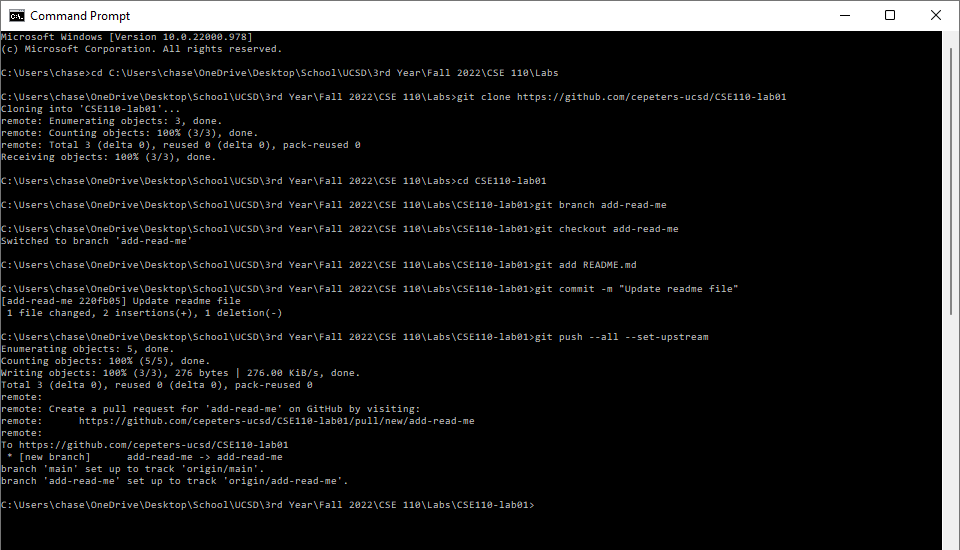 Command Prompt
Microsoft Windows [Version 10.0.22000.978]
(c) Microsoft Corporation. All rights reserved.
C:\Users\chase>cd C:\Users\chase\OneDrive\Desktop\School\UCSD\3rd Year\Fall 2022\CSE 110\Labs
C:\Users\chase\OneDrive\Desktop\School\UCSD\3rd Year\Fall 2022\CSE 110\Labs>git clone https://github.com/cepeters-ucsd/CSE110-lab01
Cloning into 'CSE110-lab01'...
remote: Enumerating objects: 3, done.
remote: Counting objects: 100% (3/3), done.
remote: Total 3 (delta 0), reused 0 (delta 0), pack-reused 0
Receiving objects: 100% (3/3), done.
C:\Users\chase\OneDrive\Desktop\School\UCSD\3rd Year\Fall 2022\CSE 110\Labs>cd CSE110-lab01
C:\Users\chase\OneDrive\Desktop\School\UCSD\3rd Year\Fall 2022\CSE 110\Labs\CSE110-lab01>git branch add-read-me
C:\Users\chase\OneDrive\Desktop\School\UCSD\3rd Year\Fall 2022\CSE 110\Labs\CSE110-lab01>git checkout add-read-me
Switched to branch 'add-read-me'
C:\Users\chase\OneDrive\Desktop\School\UCSD\3rd Year\Fall 2022\CSE 110\Labs\CSE110-lab01>git add README.md
C:\Users\chase\OneDrive\Desktop\School\UCSD\3rd Year\Fall 2022\CSE 110\Labs\CSE110-lab01>git commit -m "Update readme file"
[add-read-me 220fb05] Update readme file
1 file changed, 2 insertions(+), 1 deletion(-)
C:\Users\chase\OneDrive\Desktop\School\UCSD\3rd Year\Fall 2022\CSE 110\Labs\CSE110-lab01>git push --all --set-upstream
Enumerating objects: 5, done.
Counting objects: 100% (5/5), done.
Writing objects: 100% (3/3), 276 bytes | 276.00 KiB/s, done.
Total 3 (delta 0), reused 0 (delta 0), pack-reused 0
remote:
remote: Create a pull request for 'add-read-me' on GitHub by visiting:
remote:      https://github.com/cepeters-ucsd/CSE110-lab01/pull/new/add-read-me
remote:
To https://github.com/cepeters-ucsd/CSE110-lab01
* [new branch]      add-read-me -> add-read-me
branch 'main' set up to track 'origin/main'.
branch 'add-read-me' set up to track 'origin/add-read-me'.
C:\Users\chase\OneDrive\Desktop\School\UCSD\3rd Year\Fall 2022\CSE 110\Labs\CSE110-lab01>